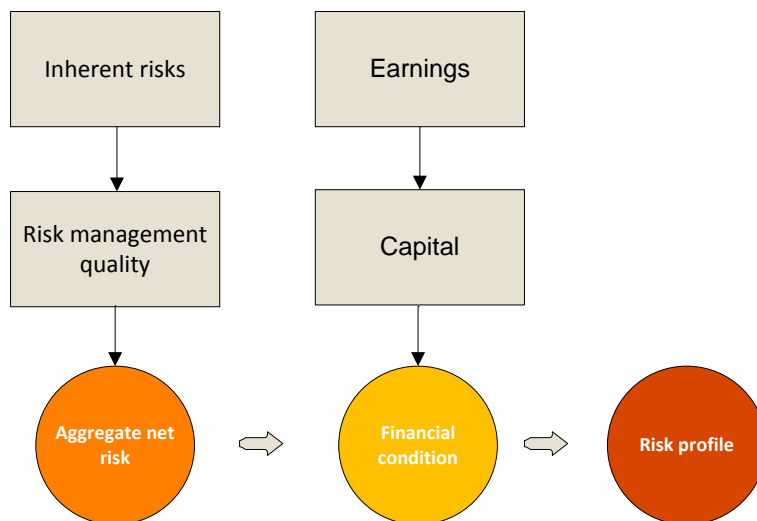 Inherent risks
Earnings
Risk management
quality
Capital
Aggregate net
risk
Financial
condition
Risk profile